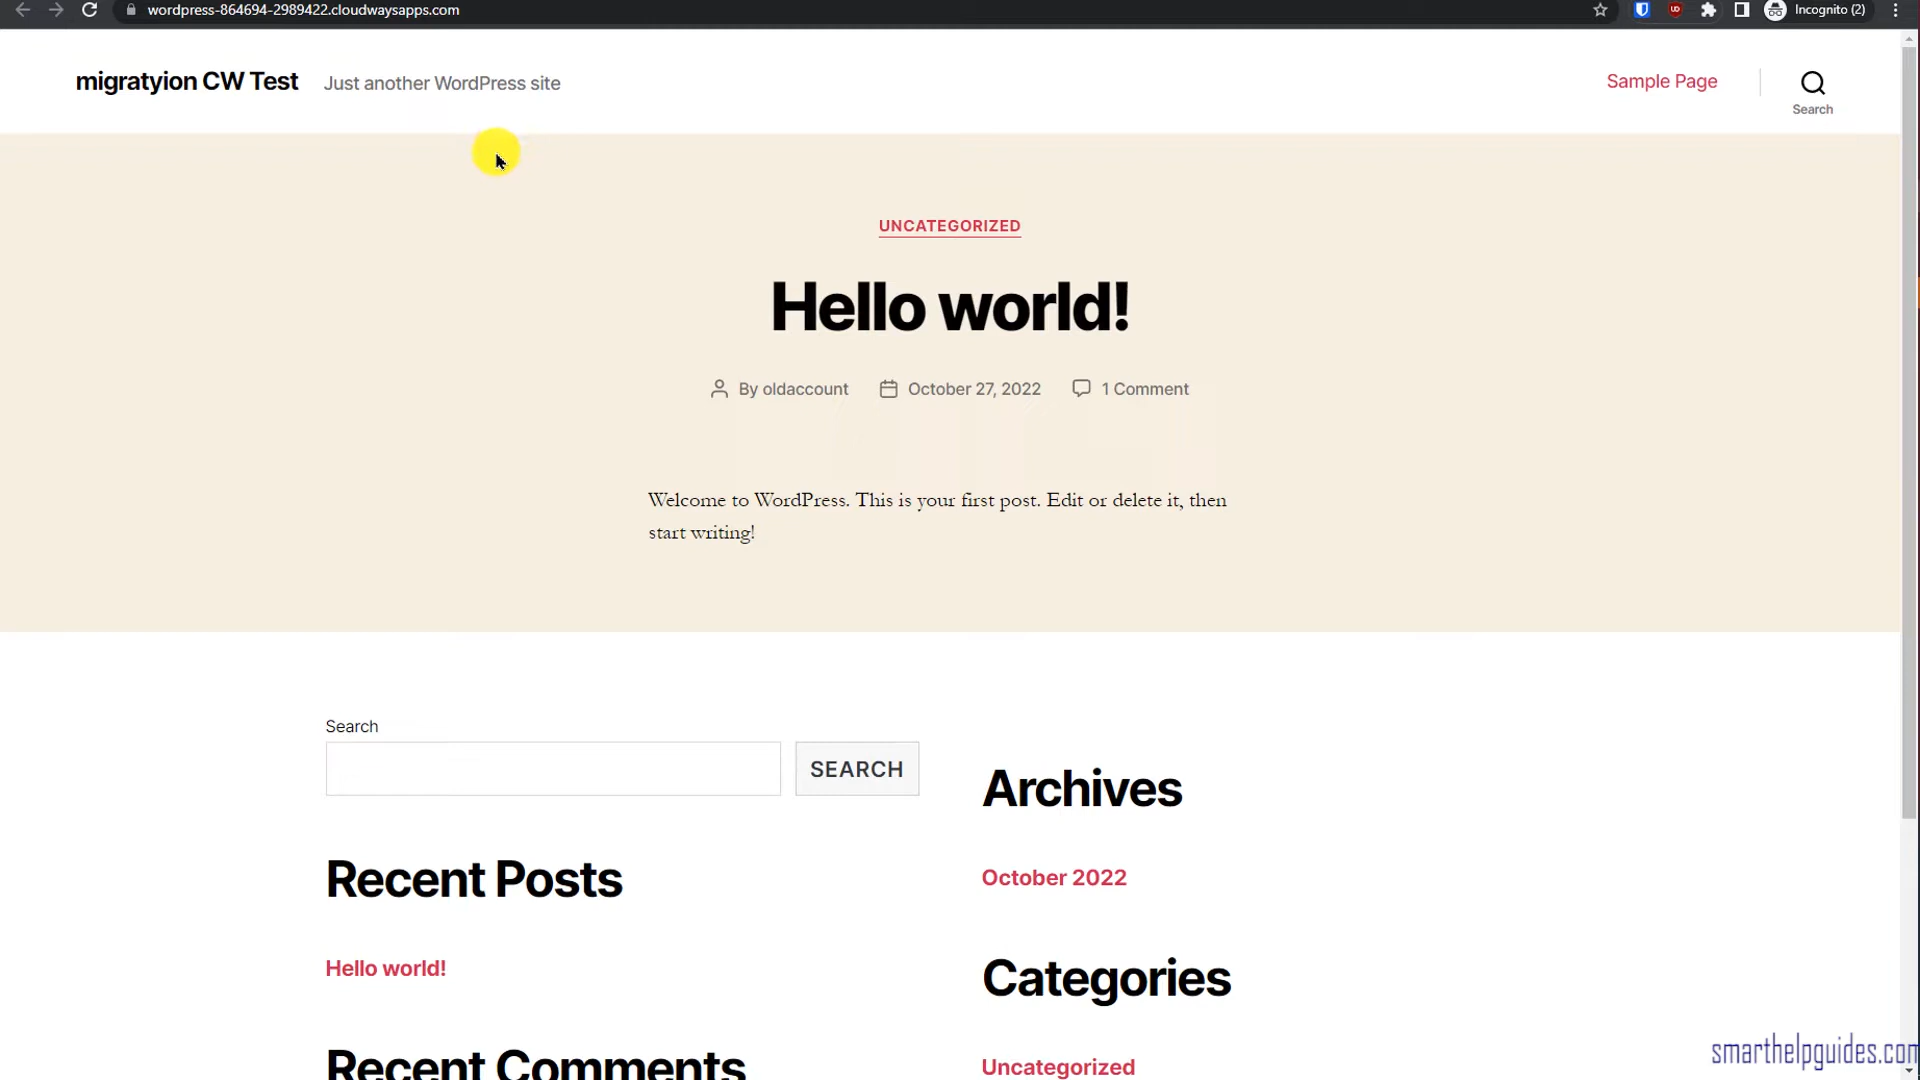 wordpress-864694-2989422.cloudwaysapps.com
Incognito (2)
migratyion CW Test
Just another WordPress site
Sample Page
Search
UNCATEGORIZED
Hello world!
By oldaccount
October 27, 2022
1 Comment
Welcome to WordPress. This is your first post. Edit or delete it, then
start writing!
Search
SEARCH
Recent Posts
Hello world!
Recent Comments
Archives
October 2022
Categories
Uncategorized
smarthelpguides.com